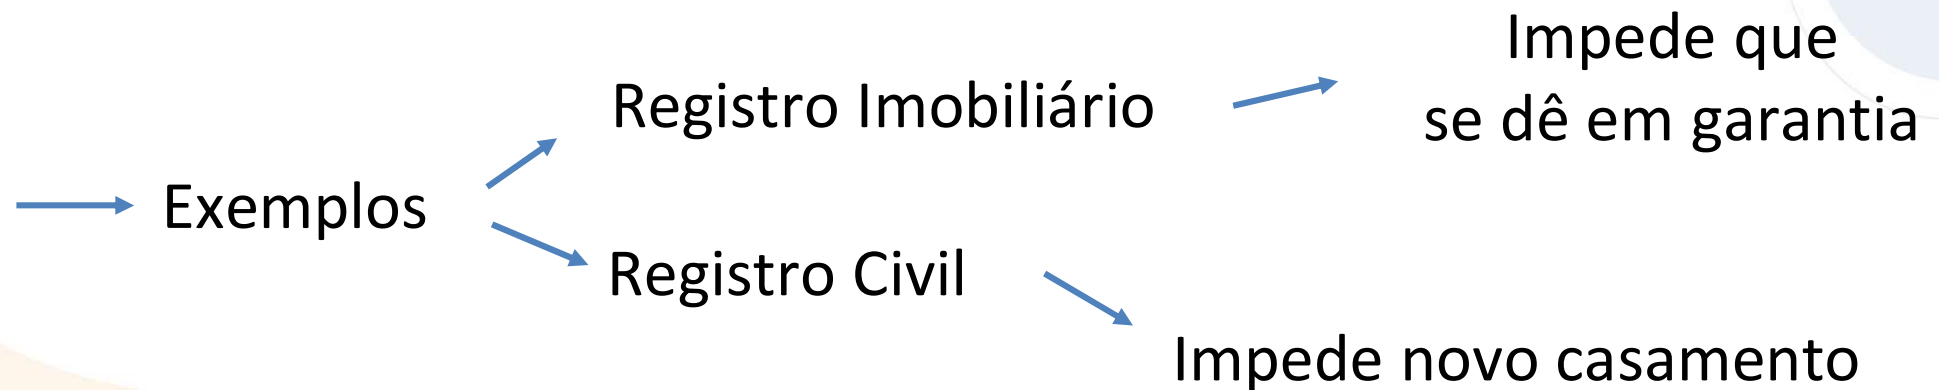 Exemplos
Registro Imobiliário
Impede que
se dê em garantia
Registro Civil
Impede novo casamento